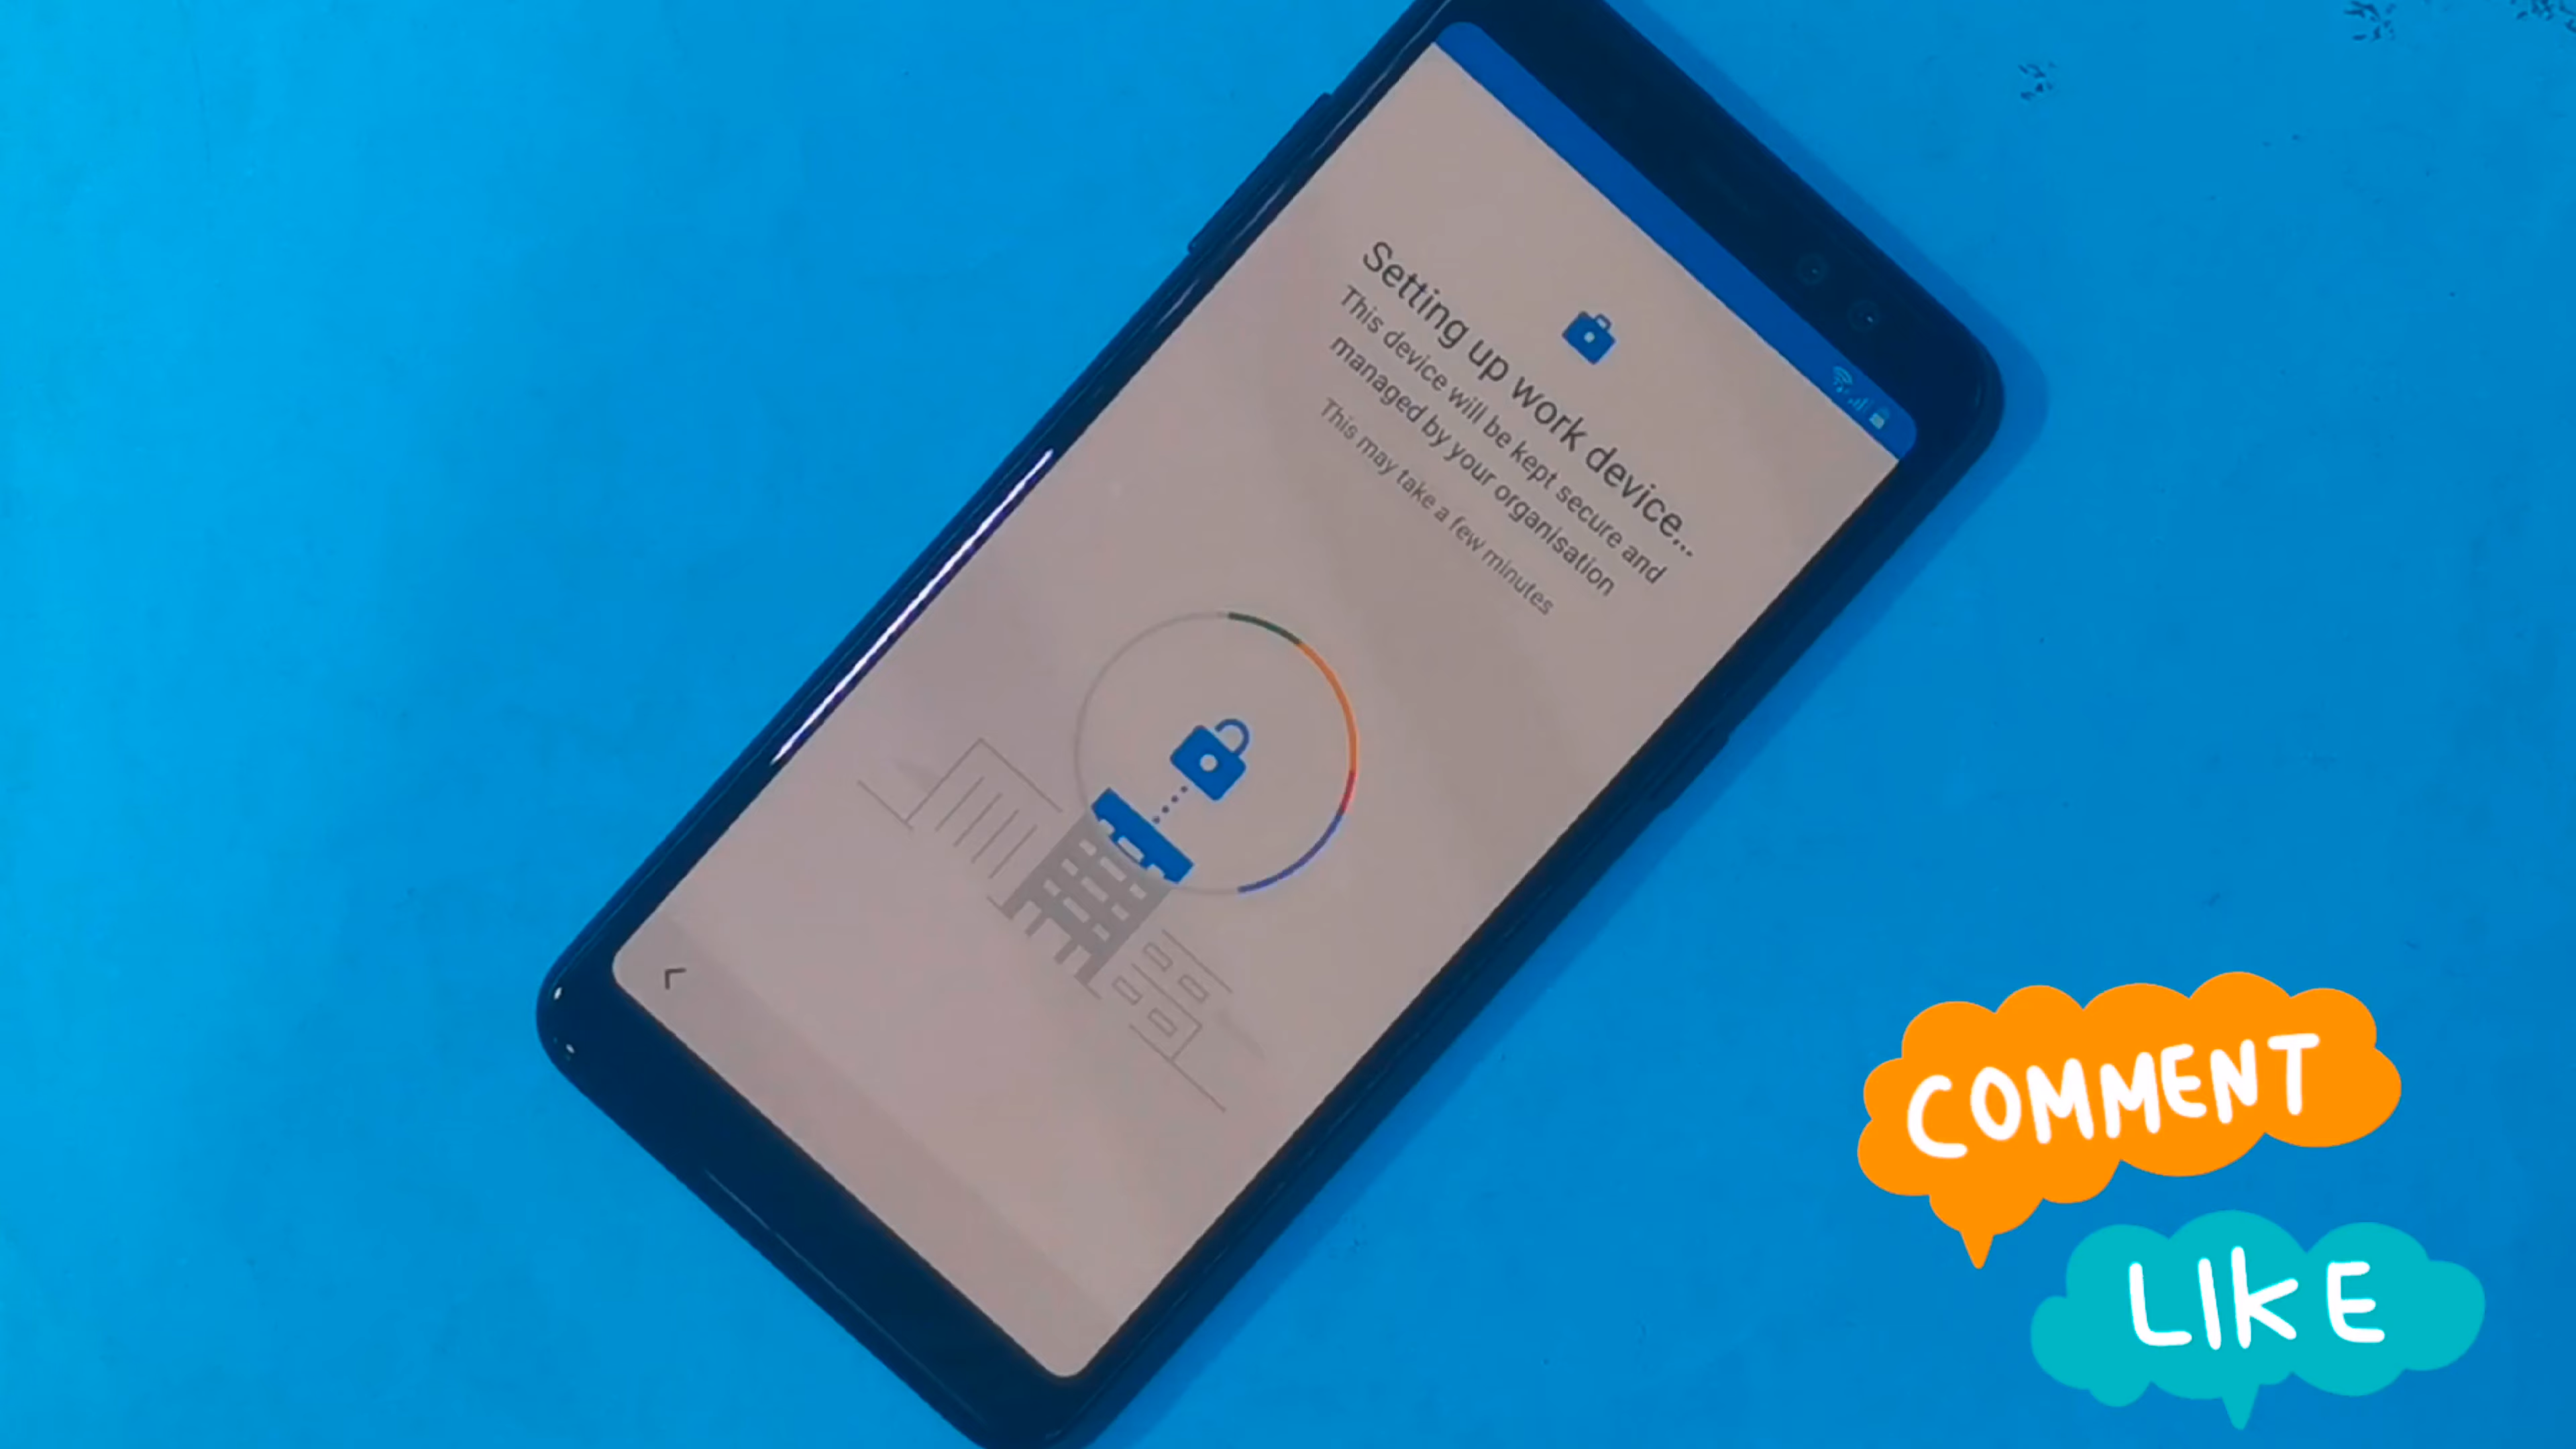 Setting up work device...
This device will be kept secure and
managed by your organisation
This may take a few minutes
COMMENT
LIKE